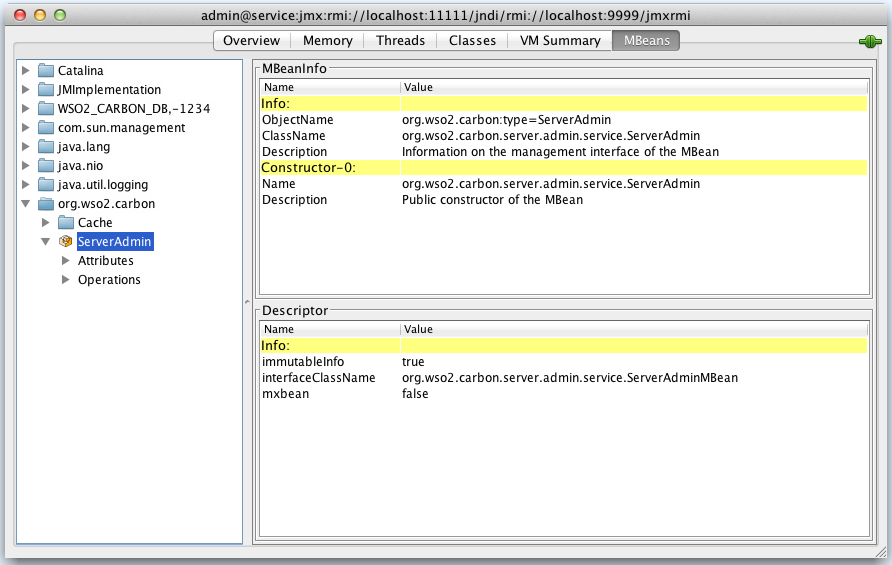 admin@service:jmx:rmi://localhost:11111/jndi/rmi://localhost:9999/jmxrmi
Overview Memory Threads Classes VM Summary MBeans
Catalina
JMImplementation
WSO2_CARBON_DB,-1234
com.sun.management
java.lang
java.nio
java.util.logging
org.wso2.carbon
Cache
ServerAdmin
Attributes
Operations
MBeanInfo
Name Value
Info:
ObjectName org.wso2.carbon:type=ServerAdmin
ClassName org.wso2.carbon.server.admin.service.ServerAdmin
Description Information on the management interface of the MBean
Constructor-0:
Name org.wso2.carbon.server.admin.service.ServerAdmin
Description Public constructor of the MBean
Descriptor
Name Value
Info:
immutableInfo true
interfaceClassName org.wso2.carbon.server.admin.service.ServerAdminMBean
mxbean false